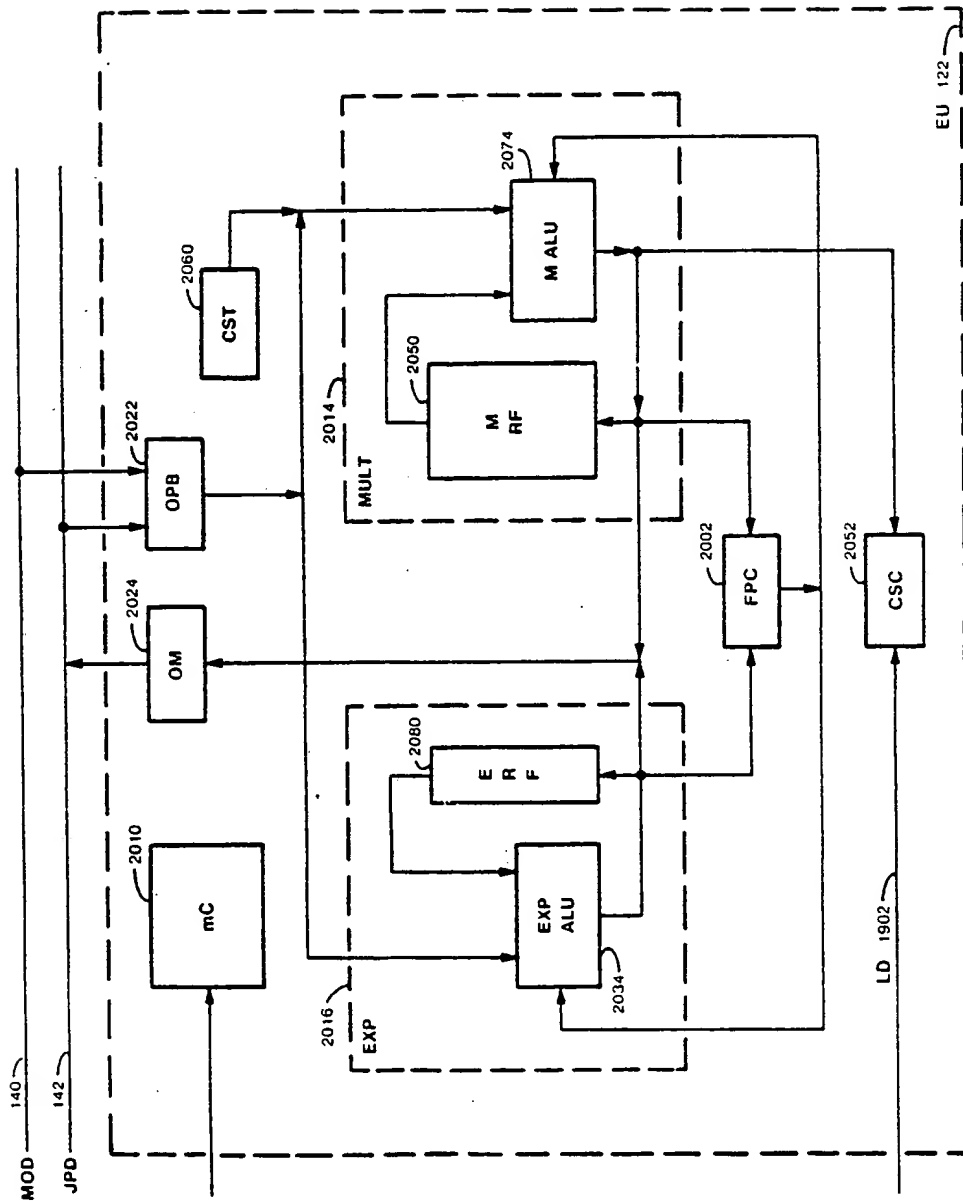 MOD 140
JPD 142
2010
mC
2024
OM
2022
OPB
2060
CST
2016
EXP
2034
EXP
ALU
2080
E
R
F
2014
MULT
2050
M
RF
2074
M ALU
2002
FPC
2052
CSC
LD 1902
EU 122